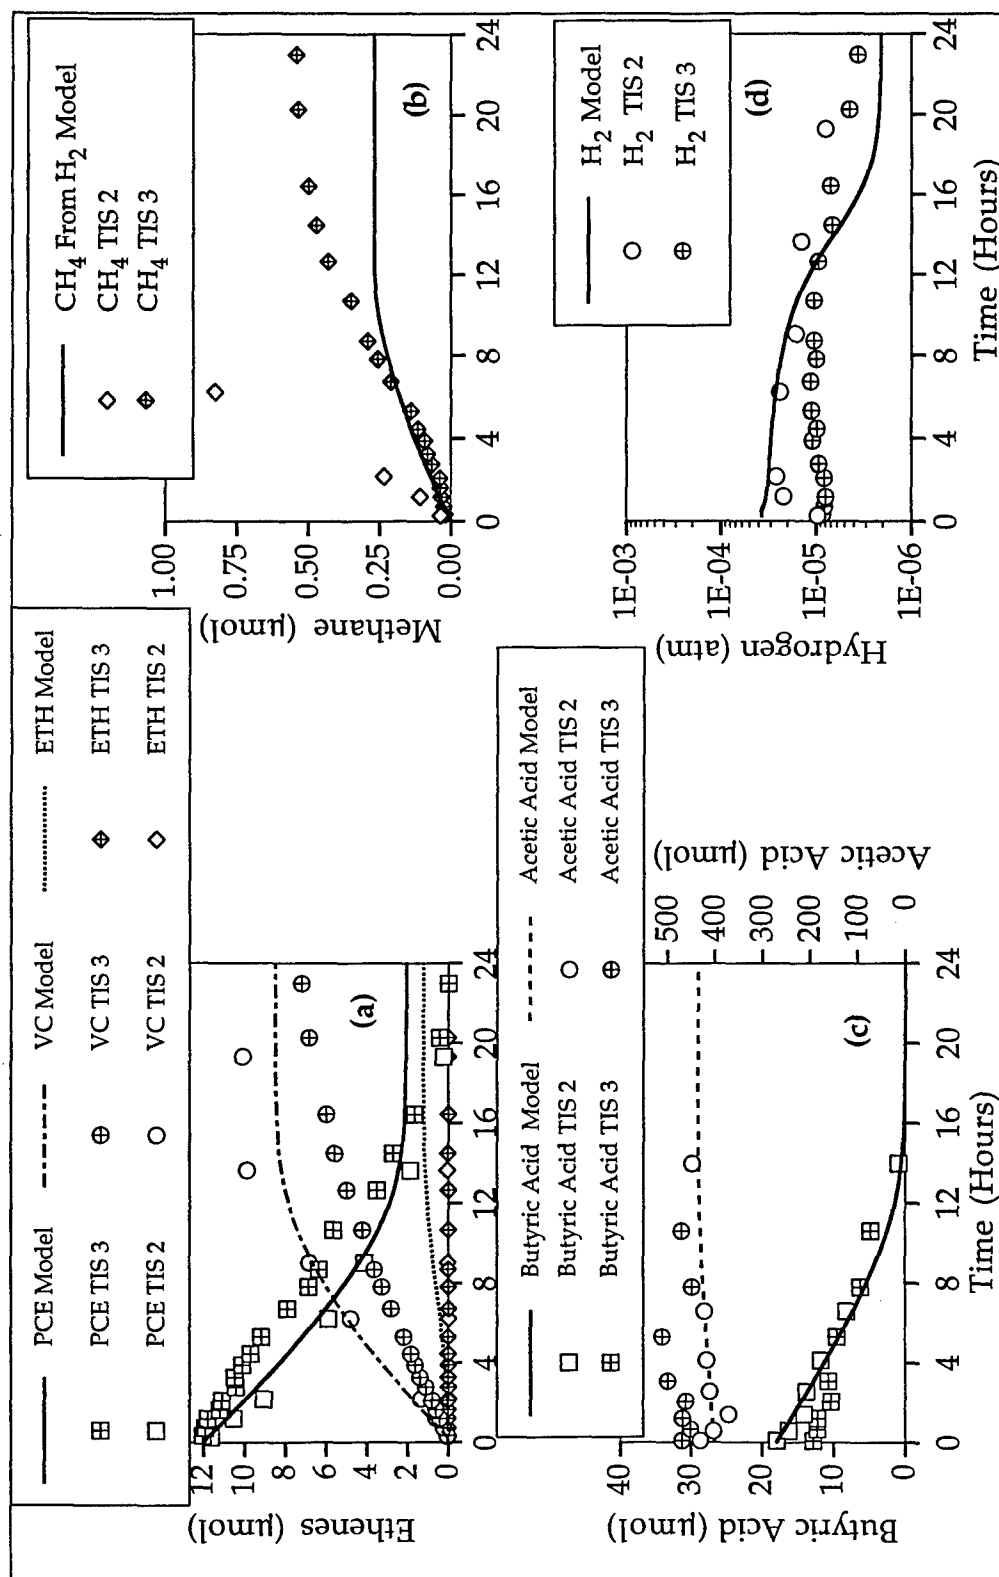 PCE Model VC Model ETH Model
PCE TIS 3 VC TIS 3 ETH TIS 3
PCE TIS 2 VC TIS 2 ETH TIS 2
Ethenes (µmol)
12
10
8
6
4
2
0
(a)
0 4 8 12 16 20 24
CH4 From H2 Model
CH4 TIS 2
CH4 TIS 3
Methane (µmol)
1.00
0.75
0.50
0.25
0.00
(b)
0 4 8 12 16 20 24
Butyric Acid Model Acetic Acid Model
Butyric Acid TIS 2 Acetic Acid TIS 2
Butyric Acid TIS 3 Acetic Acid TIS 3
Butyric Acid (µmol)
40
30
20
10
0
Acetic Acid (µmol)
500
400
300
200
100
0
(c)
0 4 8 12 16 20 24
Time (Hours)
H2 Model
H2 TIS 2
H2 TIS 3
Hydrogen (atm)
1E-03
1E-04
1E-05
1E-06
(d)
0 4 8 12 16 20 24
Time (Hours)